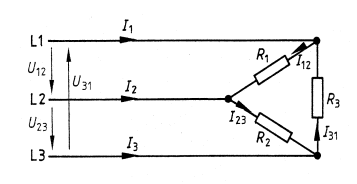 L1 I1
R1 I12
U12 U31 R3
L2 I2
I23 I31
U23 R2
L3 I3